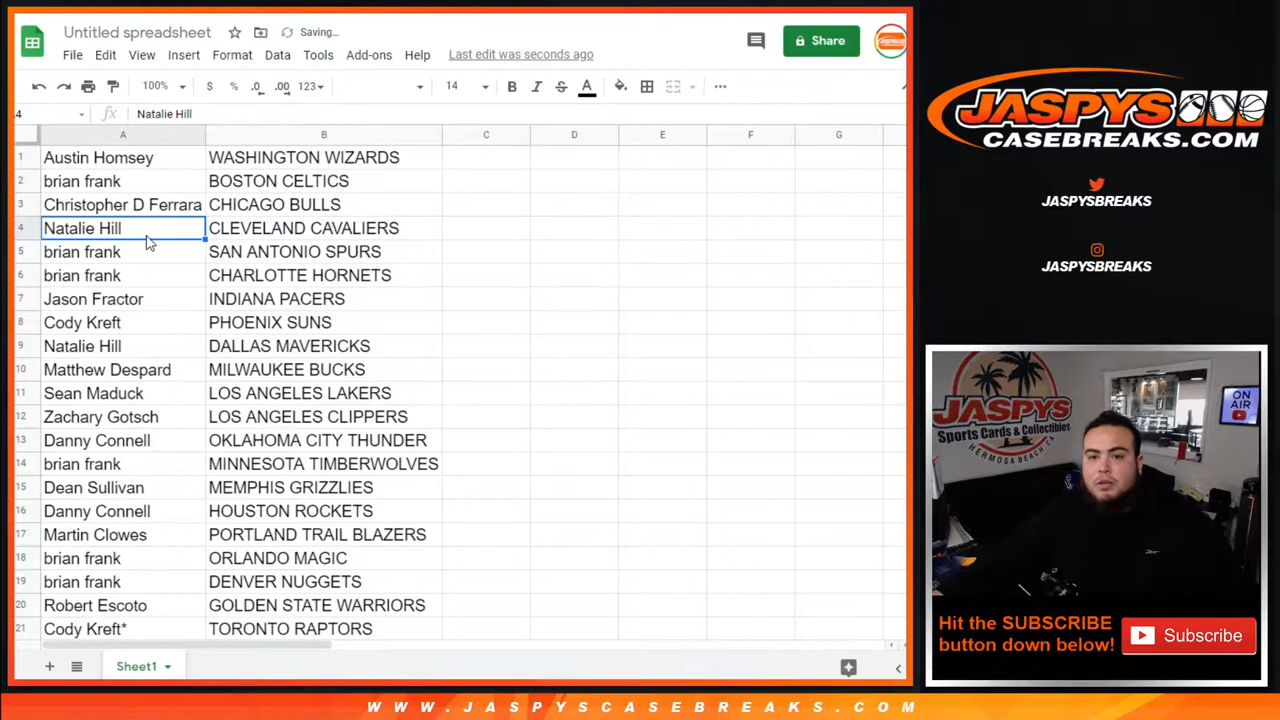 Untitled spreadsheet
Saving...
File Edit View Insert Format Data Tools Add-ons Help Last edit was seconds ago
Share
100% $ % .0 .00 123 14 B I S A
4 fx Natalie Hill
A B C D E F G
1 Austin Homsey WASHINGTON WIZARDS
2 brian frank BOSTON CELTICS
3 Christopher D Ferrara CHICAGO BULLS
4 Natalie Hill CLEVELAND CAVALIERS
5 brian frank SAN ANTONIO SPURS
6 brian frank CHARLOTTE HORNETS
7 Jason Fractor INDIANA PACERS
8 Cody Kreft PHOENIX SUNS
9 Natalie Hill DALLAS MAVERICKS
10 Matthew Despard MILWAUKEE BUCKS
11 Sean Maduck LOS ANGELES LAKERS
12 Zachary Gotsch LOS ANGELES CLIPPERS
13 Danny Connell OKLAHOMA CITY THUNDER
14 brian frank MINNESOTA TIMBERWOLVES
15 Dean Sullivan MEMPHIS GRIZZLIES
16 Danny Connell HOUSTON ROCKETS
17 Martin Clowes PORTLAND TRAIL BLAZERS
18 brian frank ORLANDO MAGIC
19 brian frank DENVER NUGGETS
20 Robert Escoto GOLDEN STATE WARRIORS
21 Cody Kreft* TORONTO RAPTORS
Sheet1
JASPYS
CASEBREAKS.COM
JASPYSBREAKS
JASPYSBREAKS
JASPYS
Sports Cards & Collectibles
HERMOSA BEACH CA
ON
AIR
Hit the SUBSCRIBE
button down below!
Subscribe
WWW.JASPYSCASEBREAKS.COM